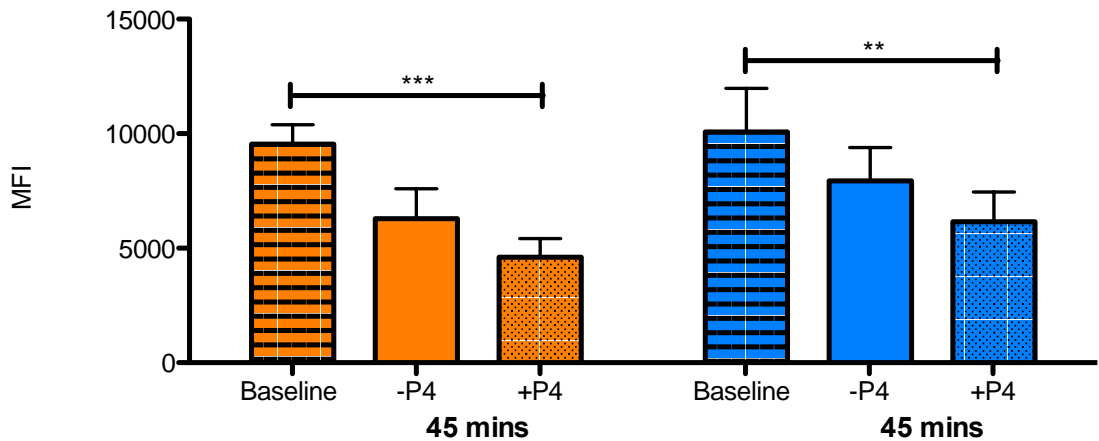 15000
10000
5000
0
MFI
***
**
Baseline -P4 +P4 Baseline -P4 +P4
45 mins 45 mins